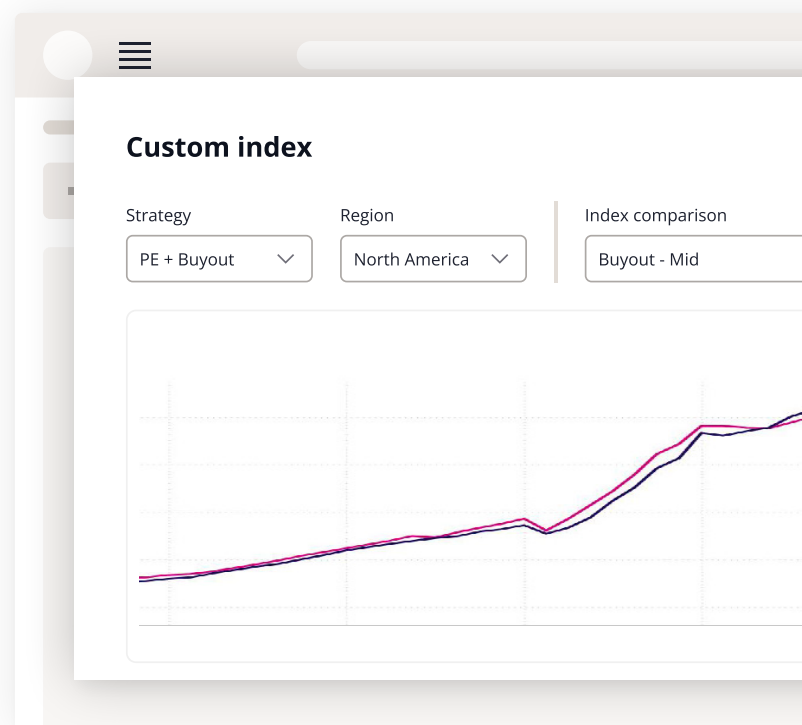 Custom index
Strategy
Region
Index comparison
PE + Buyout
North America
Buyout - Mid